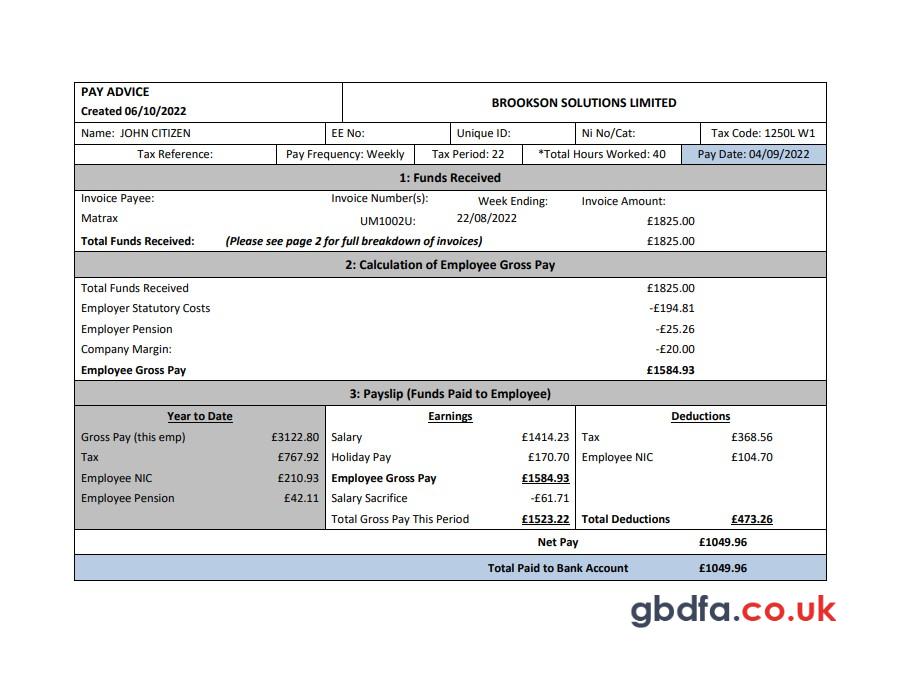 PAY ADVICE
Created 06/10/2022
BROOKSON SOLUTIONS LIMITED
Name: JOHN CITIZEN EE No: Unique ID: Ni No/Cat: Tax Code: 1250L W1
Tax Reference: Pay Frequency: Weekly Tax Period: 22 *Total Hours Worked: 40 Pay Date: 04/09/2022
1: Funds Received
Invoice Payee: Invoice Number(s): Week Ending: Invoice Amount:
Matrax UM1002U: 22/08/2022 £1825.00
Total Funds Received: (Please see page 2 for full breakdown of invoices) £1825.00
2: Calculation of Employee Gross Pay
Total Funds Received £1825.00
Employer Statutory Costs -£194.81
Employer Pension -£25.26
Company Margin: -£20.00
Employee Gross Pay £1584.93
3: Payslip (Funds Paid to Employee)
Year to Date Earnings Deductions
Gross Pay (this emp) £3122.80 Salary £1414.23 Tax £368.56
Tax £767.92 Holiday Pay £170.70 Employee NIC £104.70
Employee NIC £210.93 Employee Gross Pay £1584.93
Employee Pension £42.11 Salary Sacrifice -£61.71
Total Gross Pay This Period £1523.22 Total Deductions £473.26
Net Pay £1049.96
Total Paid to Bank Account £1049.96
gbdfa.co.uk